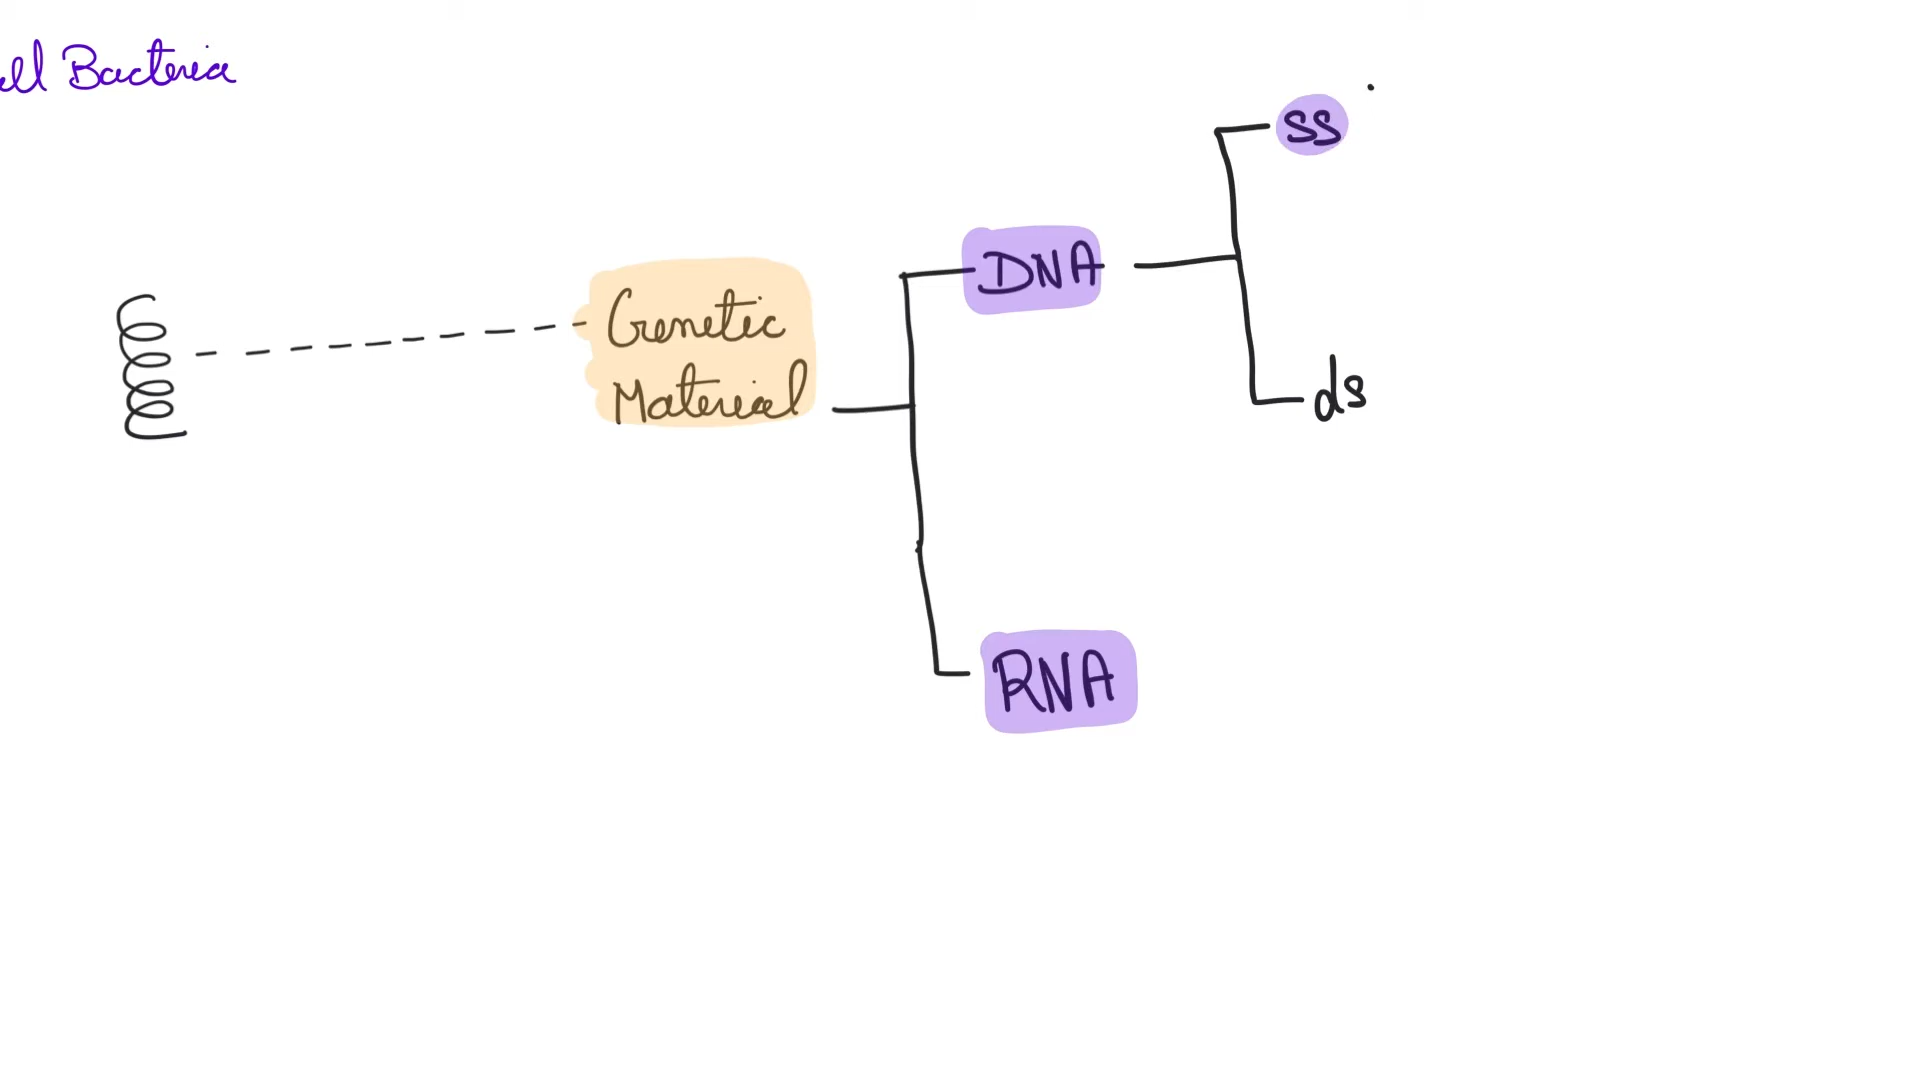 Bacteria
ss
DNA
Genetic
Material
ds
RNA